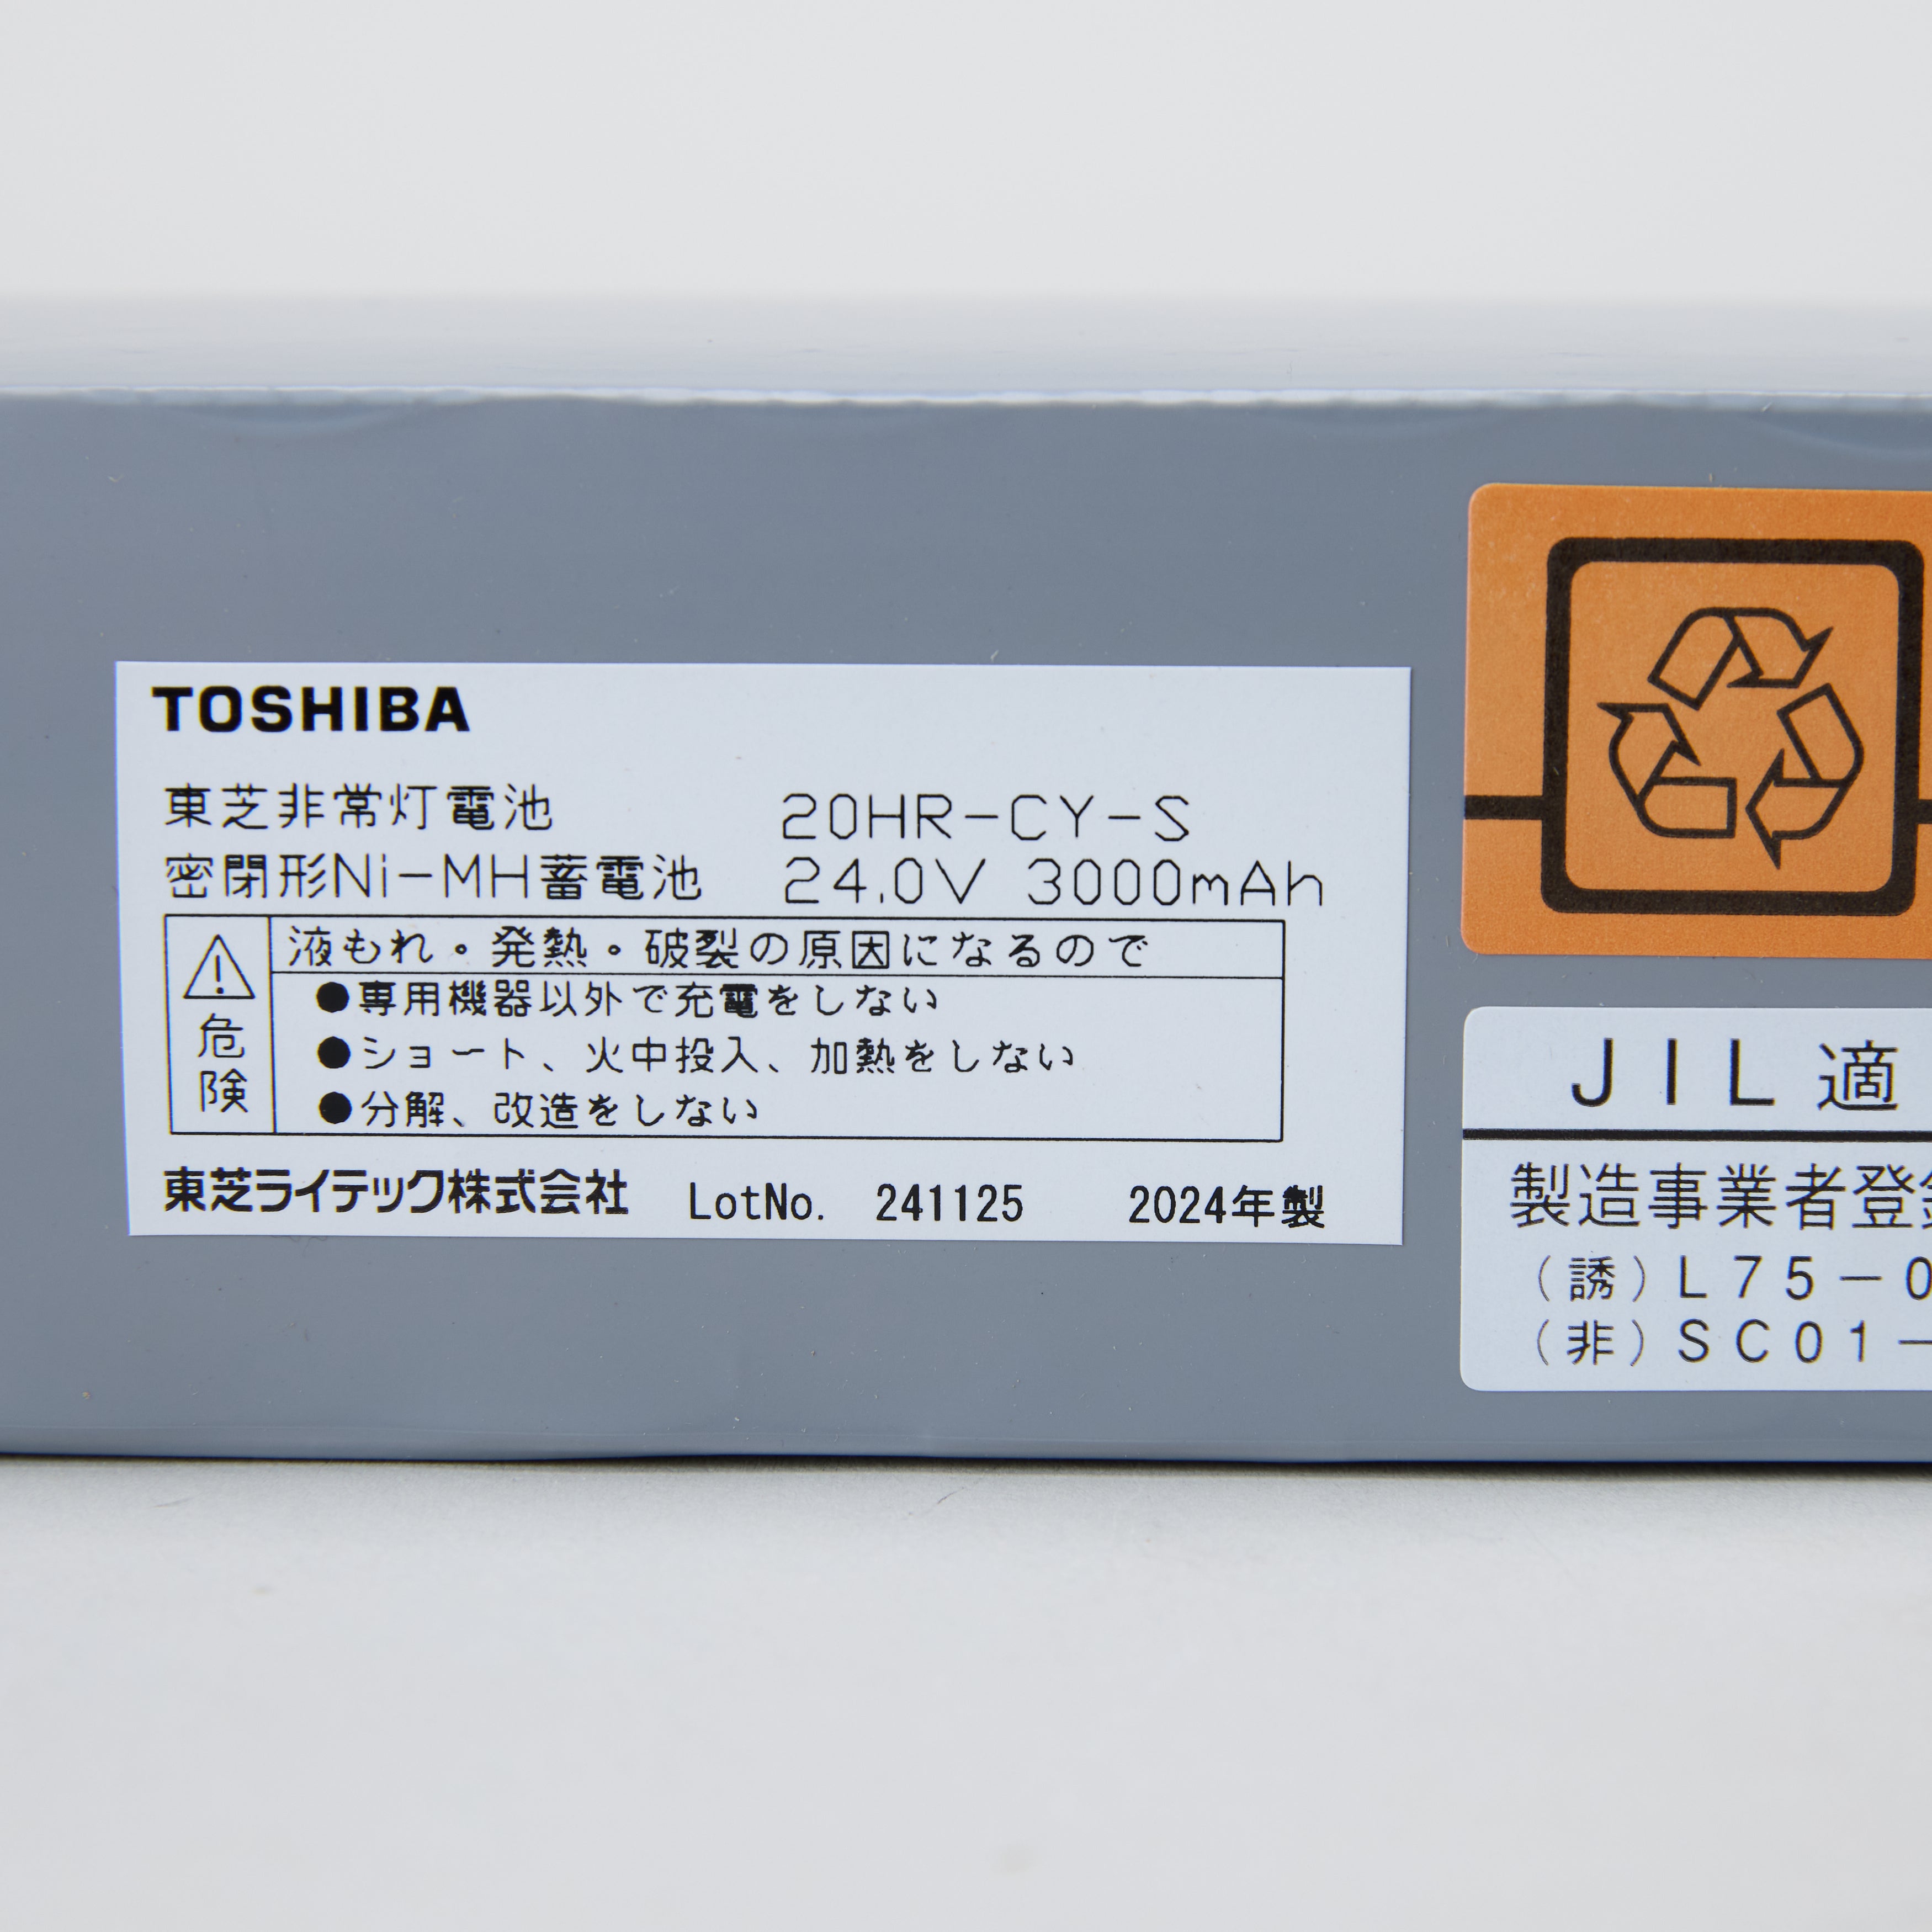 TOSHIBA
東芝非常灯電池 20HR-CY-S
密閉形Ni-MH蓄電池 24.0V 3000mAh
危険
液もれ・発熱・破裂の原因になるので
●専用機器以外で充電をしない
●ショート、火中投入、加熱をしない
●分解、改造をしない
東芝ライテック株式会社 LotNo. 241125 2024年製
JIL適
製造事業者登
(誘)L75-0
(非)SC01-